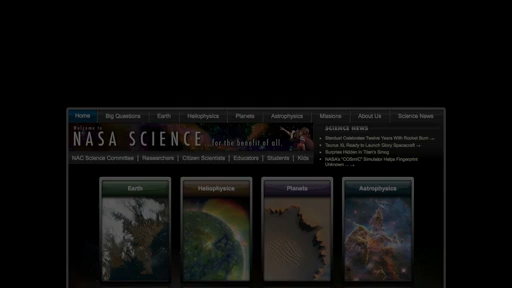 Home Big Questions Earth Heliophysics Planets Astrophysics Missions About Us Science News
Welcome to
NASA SCIENCE ...for the benefit of all.
Science News
Stardust Celebrates Twelve Years With Rocket Burn
Taurus XL Ready to Launch Glory Spacecraft
Surprise Hidden in Titan's Smog
NASA's "COSmIC" Simulator Helps Fingerprint
Unknown
NAC Science Committee | Researchers | Citizen Scientists | Educators | Students | Kids
Earth Heliophysics Planets Astrophysics